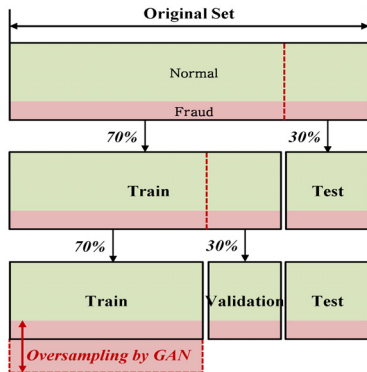 Original Set
Normal
Fraud
70%
30%
Train
Test
70%
30%
Train
Validation
Test
Oversampling by GAN